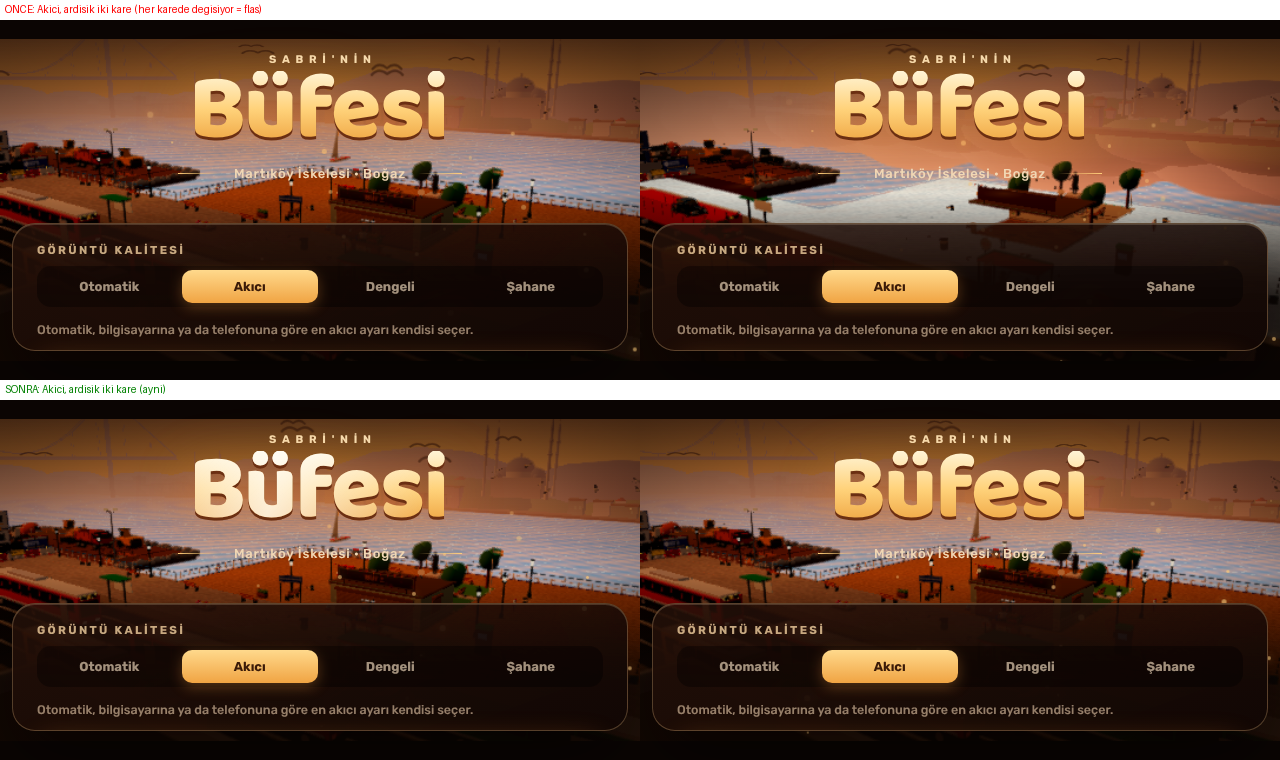 ONCE: Akici, ardisik iki kare (her karede degisiyor = flas)
SABRİ'NİN
Büfesi
Martıköy İskelesi • Boğaz
GÖRÜNTÜ KALİTESİ
Otomatik Akıcı Dengeli Şahane
Otomatik, bilgisayarına ya da telefonuna göre en akıcı ayarı kendisi seçer.
SABRİ'NİN
Büfesi
Martıköy İskelesi • Boğaz
GÖRÜNTÜ KALİTESİ
Otomatik Akıcı Dengeli Şahane
Otomatik, bilgisayarına ya da telefonuna göre en akıcı ayarı kendisi seçer.
SONRA: Akici, ardisik iki kare (ayni)
SABRİ'NİN
Büfesi
Martıköy İskelesi • Boğaz
GÖRÜNTÜ KALİTESİ
Otomatik Akıcı Dengeli Şahane
Otomatik, bilgisayarına ya da telefonuna göre en akıcı ayarı kendisi seçer.
SABRİ'NİN
Büfesi
Martıköy İskelesi • Boğaz
GÖRÜNTÜ KALİTESİ
Otomatik Akıcı Dengeli Şahane
Otomatik, bilgisayarına ya da telefonuna göre en akıcı ayarı kendisi seçer.